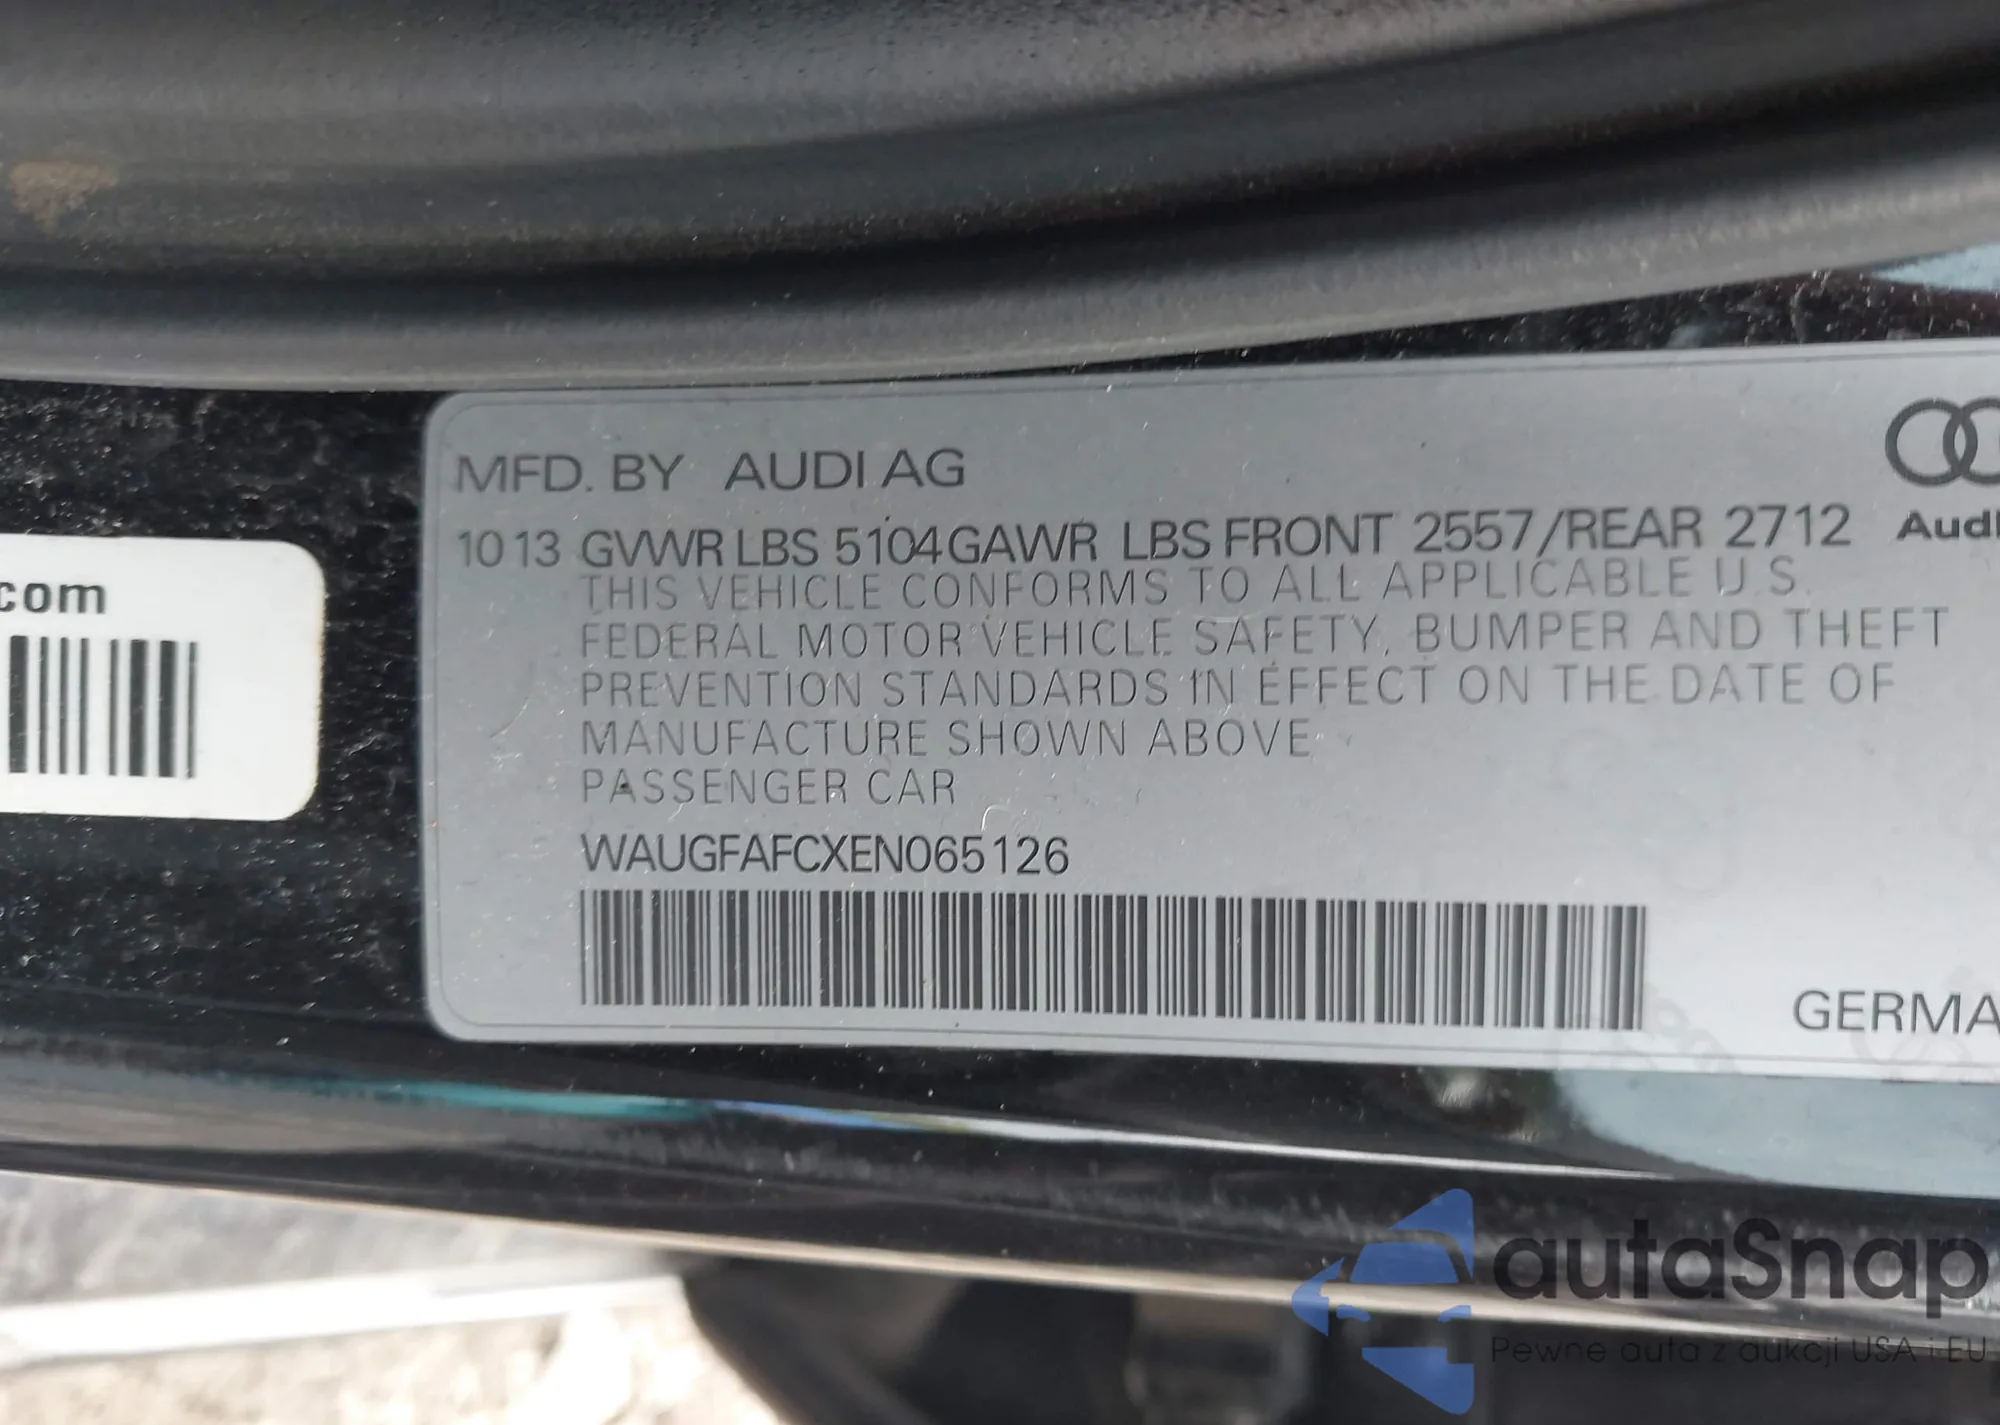 MFD. BY AUDI AG
1013 GVWR LBS 5104 GAWR LBS FRONT 2557/REAR 2712
Audi
THIS VEHICLE CONFORMS TO ALL APPLICABLE U.S.
FEDERAL MOTOR VEHICLE SAFETY, BUMPER AND THEFT
PREVENTION STANDARDS IN EFFECT ON THE DATE OF
MANUFACTURE SHOWN ABOVE
PASSENGER CAR
WAUGFAFCXEN065126
GERMA
.com
autaSnap
Pewne auta z aukcji USA i EU